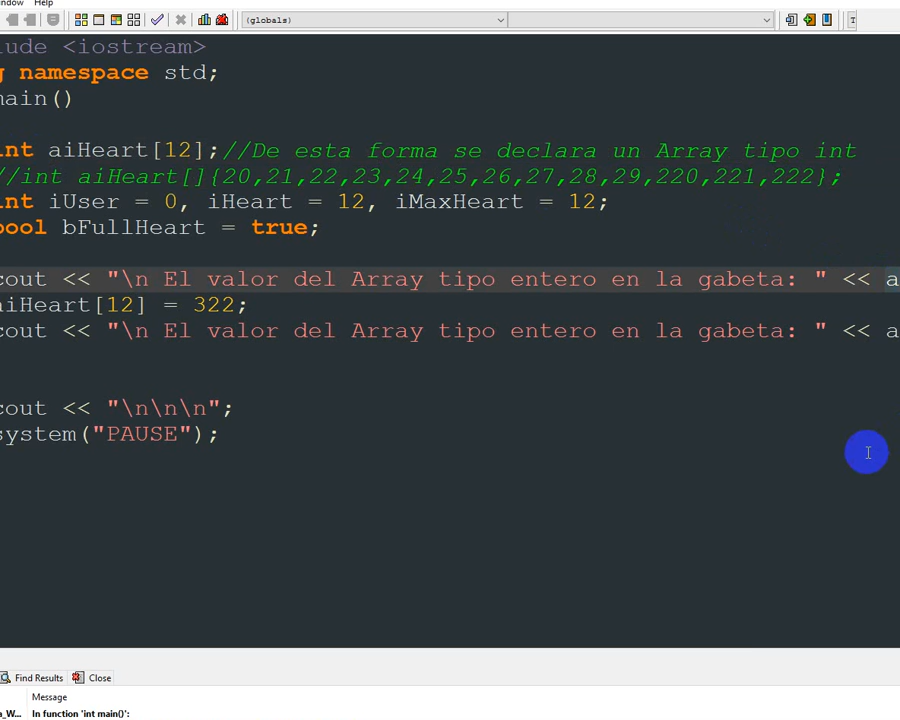 indow Help
(globals)
lude <iostream>
g namespace std;
main()
int aiHeart[12];//De esta forma se declara un Array tipo int
//int aiHeart[]{20,21,22,23,24,25,26,27,28,29,220,221,222};
int iUser = 0, iHeart = 12, iMaxHeart = 12;
bool bFullHeart = true;
cout << "\n El valor del Array tipo entero en la gabeta: " << a
aiHeart[12] = 322;
cout << "\n El valor del Array tipo entero en la gabeta: " << a
cout << "\n\n\n";
system("PAUSE");
Find Results Close
Message
a_W... In function 'int main()':